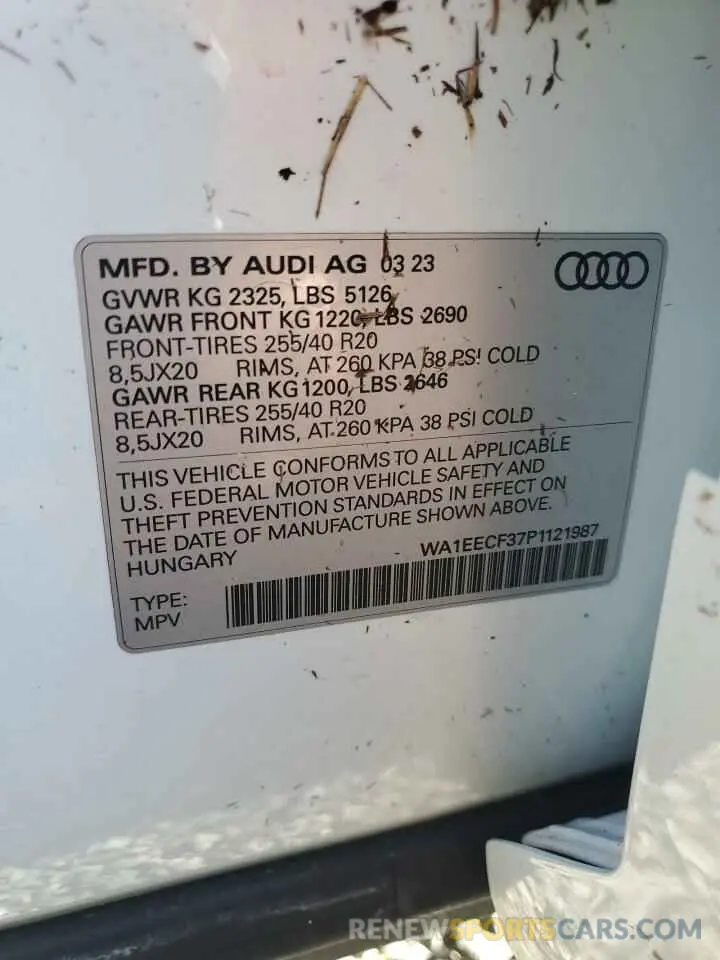 MFD. BY AUDI AG 03 23
GVWR KG 2325, LBS 5126
GAWR FRONT KG 1220, LBS 2690
FRONT-TIRES 255/40 R20
8,5JX20 RIMS, AT 260 KPA /38 PSI COLD
GAWR REAR KG 1200, LBS 2646
REAR-TIRES 255/40 R20
8,5JX20 RIMS, AT 260 KPA 38 PSI COLD
THIS VEHICLE CONFORMS TO ALL APPLICABLE
U.S. FEDERAL MOTOR VEHICLE SAFETY AND
THEFT PREVENTION STANDARDS IN EFFECT ON
THE DATE OF MANUFACTURE SHOWN ABOVE.
HUNGARY WA1EECF37P1121987
TYPE:
MPV
RENEWSPORTSCARS.COM